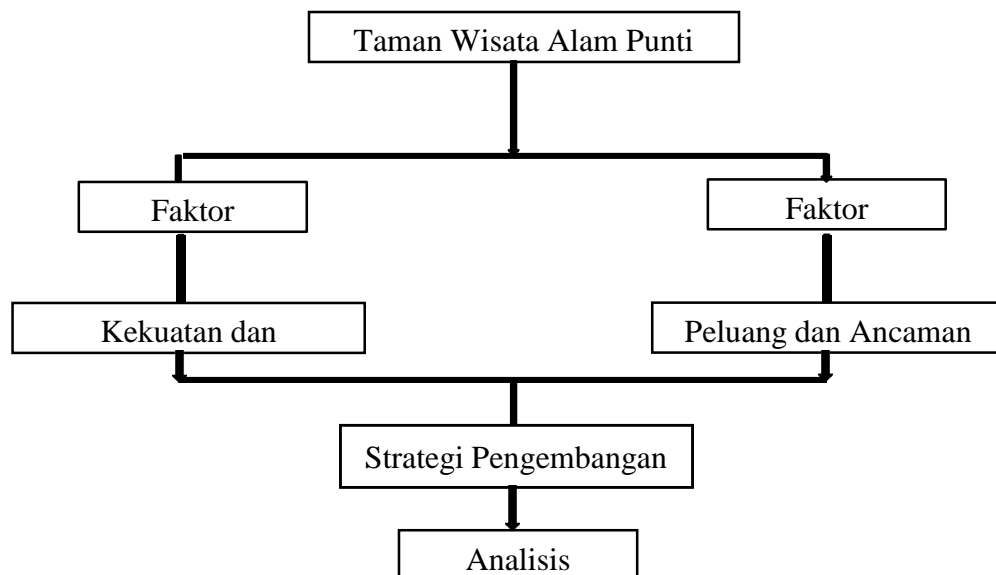 Taman Wisata Alam Punti
Faktor
Faktor
Kekuatan dan
Peluang dan Ancaman
Strategi Pengembangan
Analisis